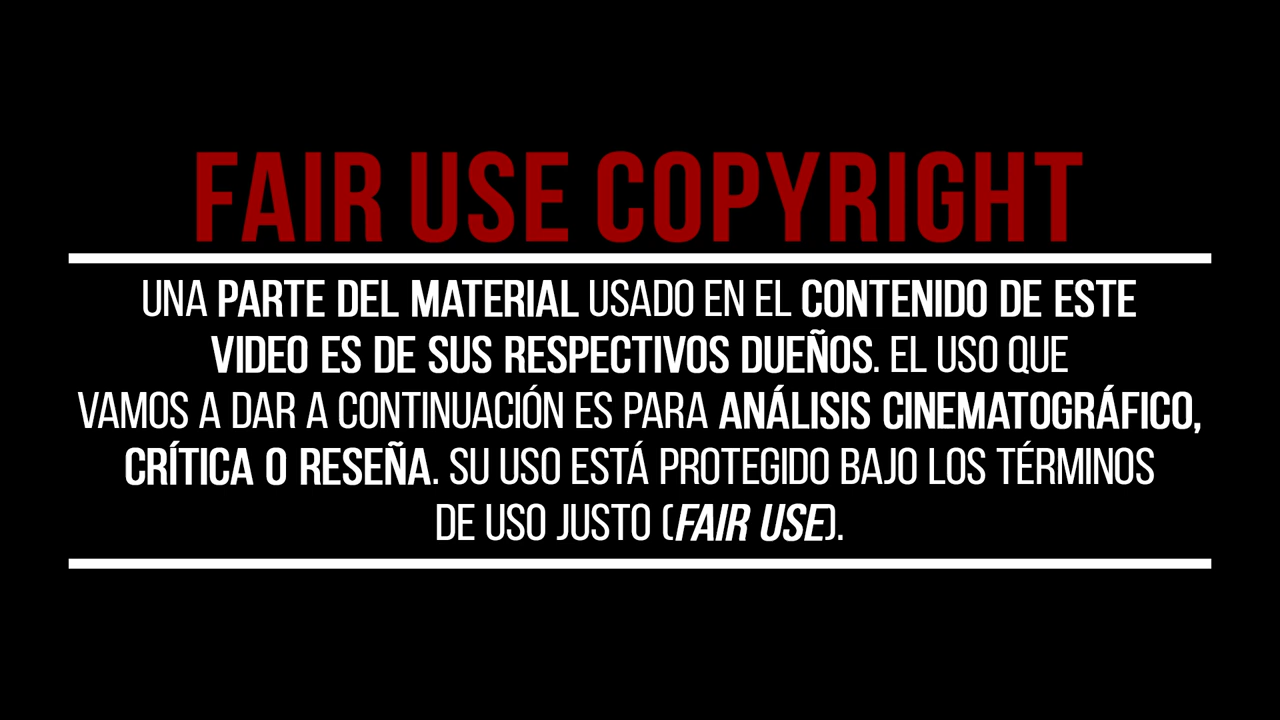 FAIR USE COPYRIGHT
UNA PARTE DEL MATERIAL USADO EN EL CONTENIDO DE ESTE
VIDEO ES DE SUS RESPECTIVOS DUEÑOS. EL USO QUE
VAMOS A DAR A CONTINUACIÓN ES PARA ANÁLISIS CINEMATOGRÁFICO,
CRÍTICA O RESEÑA. SU USO ESTÁ PROTEGIDO BAJO LOS TÉRMINOS
DE USO JUSTO (FAIR USE).